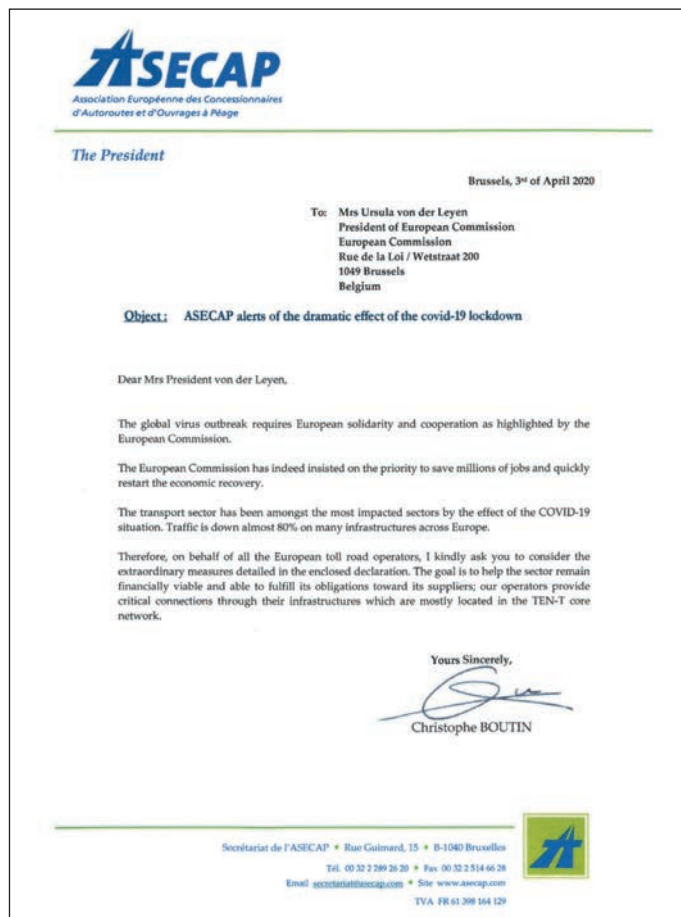 ASECAP
Association Européenne des Concessionnaires
d'Autoroutes et d'Ouvrages à Péage
The President
Brussels, 3rd of April 2020
To: Mrs Ursula von der Leyen
President of European Commission
European Commission
Rue de la Loi / Wetstraat 200
1049 Brussels
Belgium
Object : ASECAP alerts of the dramatic effect of the covid-19 lockdown
Dear Mrs President von der Leyen,
The global virus outbreak requires European solidarity and cooperation as highlighted by the
European Commission.
The European Commission has indeed insisted on the priority to save millions of jobs and quickly
restart the economic recovery.
The transport sector has been amongst the most impacted sectors by the effect of the COVID-19
situation. Traffic is down almost 80% on many infrastructures across Europe.
Therefore, on behalf of all the European toll road operators, I kindly ask you to consider the
extraordinary measures detailed in the enclosed declaration. The goal is to help the sector remain
financially viable and able to fulfill its obligations toward its suppliers; our operators provide
critical connections through their infrastructures which are mostly located in the TEN-T core
network.
Yours Sincerely,
Christophe BOUTIN
Secrétariat de l'ASECAP • Rue Guimard, 15 • B-1040 Bruxelles
Tél. 00 32 2 289 26 20 • Fax 00 32 2 514 66 28
Email secretariat@asecap.com • Site www.asecap.com
TVA FR 61 398 164 129